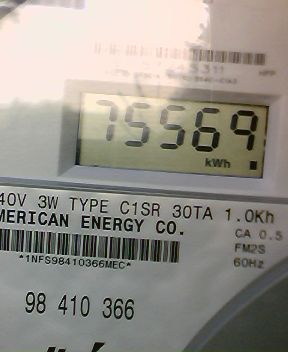 75569
kWh
40V 3W TYPE C1SR 30TA 1.0Kh
MERICAN ENERGY CO.
CA 0.5
FM2S
60Hz
*1NFS98410366MEC*
98 410 366